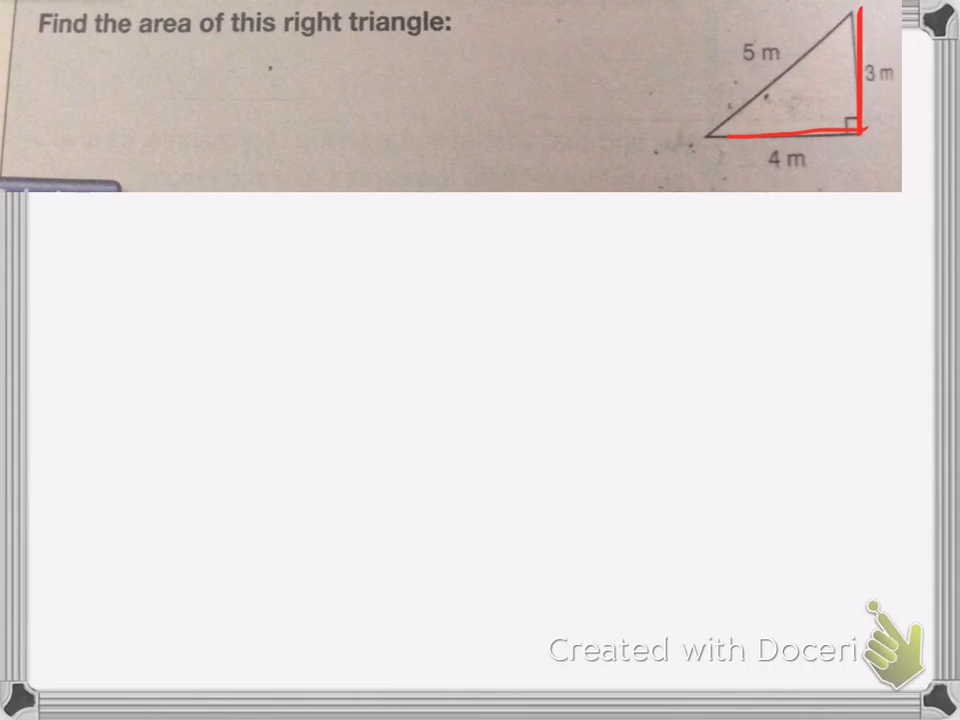 Find the area of this right triangle:
5 m
3 m
4 m
Created with Doceri